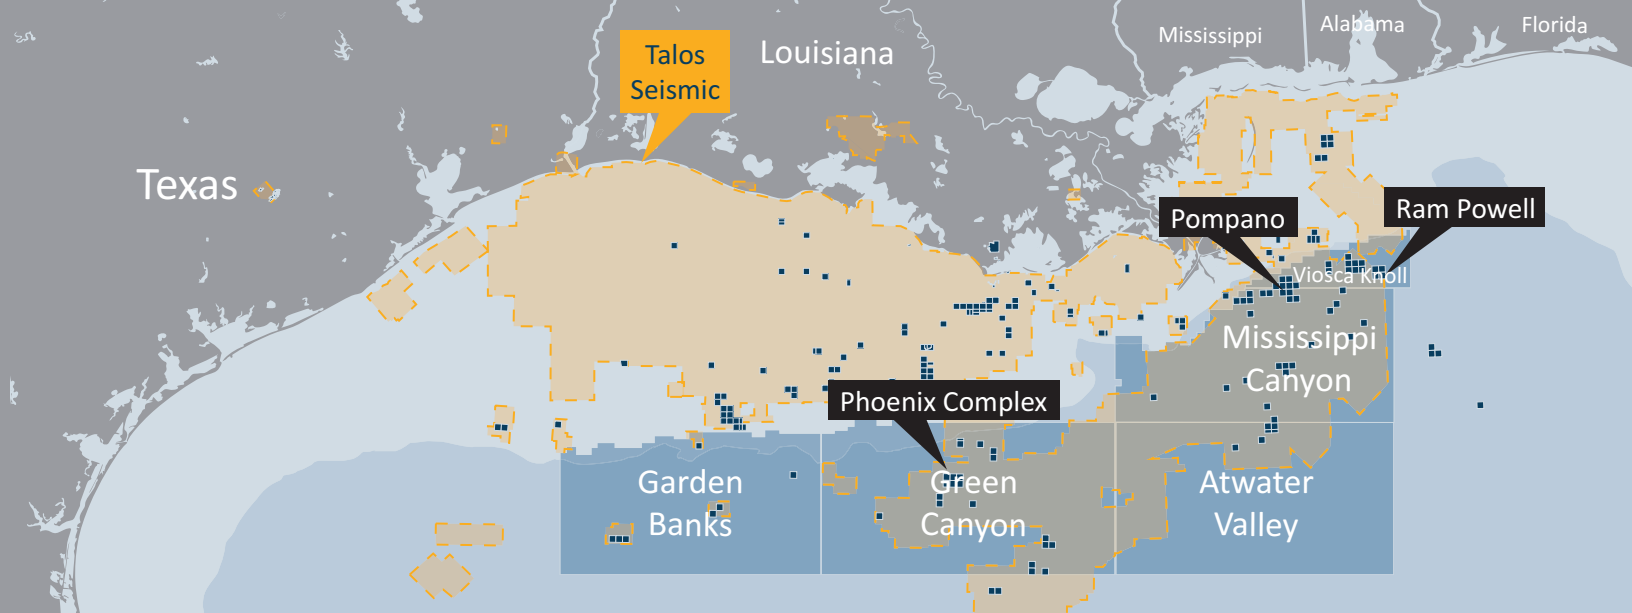 Talos
Seismic
Louisiana
Mississippi
Alabama
Florida
Texas
Pompano
Ram Powell
Viosca Knoll
Mississippi
Canyon
Phoenix Complex
Garden
Banks
Green
Canyon
Atwater
Valley